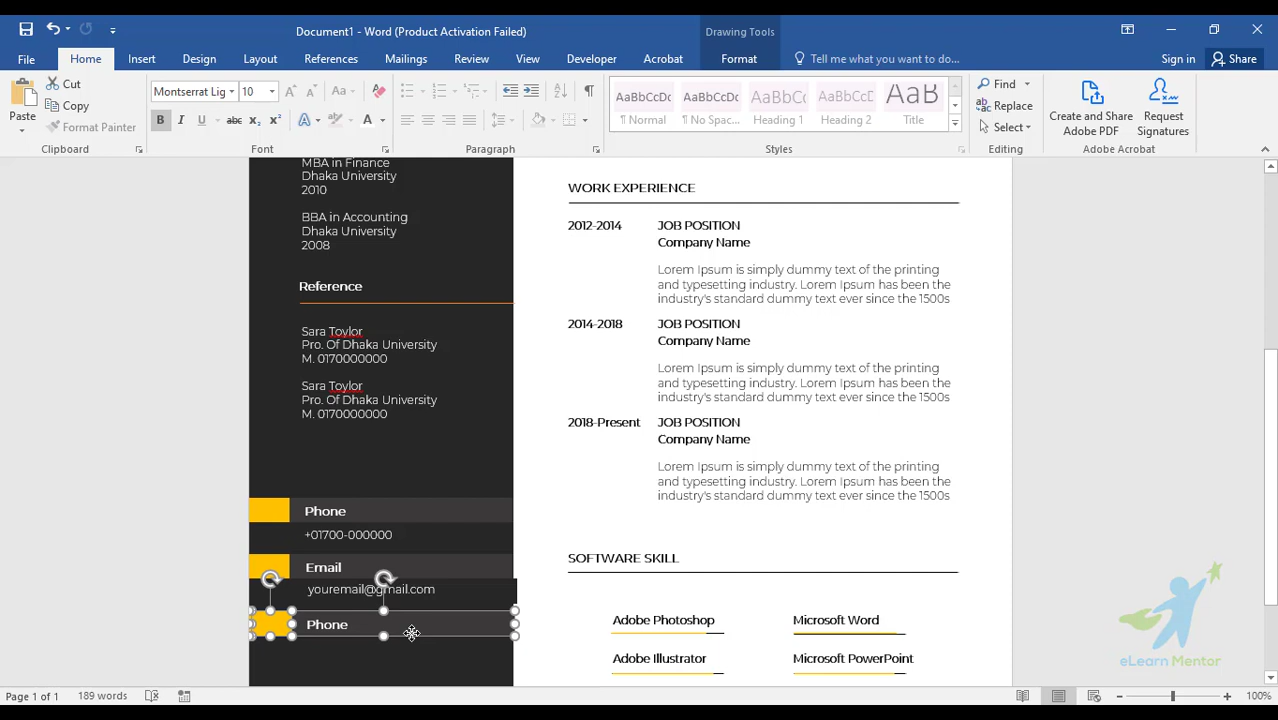 Document1 - Word (Product Activation Failed)
Drawing Tools
File
Home
Insert
Design
Layout
References
Mailings
Review
View
Developer
Acrobat
Format
Tell me what you want to do...
Sign in
Share
Paste
Cut
Copy
Format Painter
Clipboard
Montserrat Lig
10
Font
Paragraph
AaBbCcDc
¶ Normal
AaBbCcDc
¶ No Spac...
AaBbCc
Heading 1
AaBbCcD
Heading 2
AaB
Title
Styles
Find
Replace
Select
Editing
Create and Share
Adobe PDF
Request
Signatures
Adobe Acrobat
MBA in Finance
Dhaka University
2010
BBA in Accounting
Dhaka University
2008
Reference
Sara Toylor
Pro. Of Dhaka University
M. 0170000000
Sara Toylor
Pro. Of Dhaka University
M. 0170000000
Phone
+01700-000000
Email
youremail@gmail.com
Phone
WORK EXPERIENCE
2012-2014
JOB POSITION
Company Name
Lorem Ipsum is simply dummy text of the printing
and typesetting industry. Lorem Ipsum has been the
industry's standard dummy text ever since the 1500s
2014-2018
JOB POSITION
Company Name
Lorem Ipsum is simply dummy text of the printing
and typesetting industry. Lorem Ipsum has been the
industry's standard dummy text ever since the 1500s
2018-Present
JOB POSITION
Company Name
Lorem Ipsum is simply dummy text of the printing
and typesetting industry. Lorem Ipsum has been the
industry's standard dummy text ever since the 1500s
SOFTWARE SKILL
Adobe Photoshop
Microsoft Word
Adobe Illustrator
Microsoft PowerPoint
eLearn Mentor
Page 1 of 1
189 words
100%